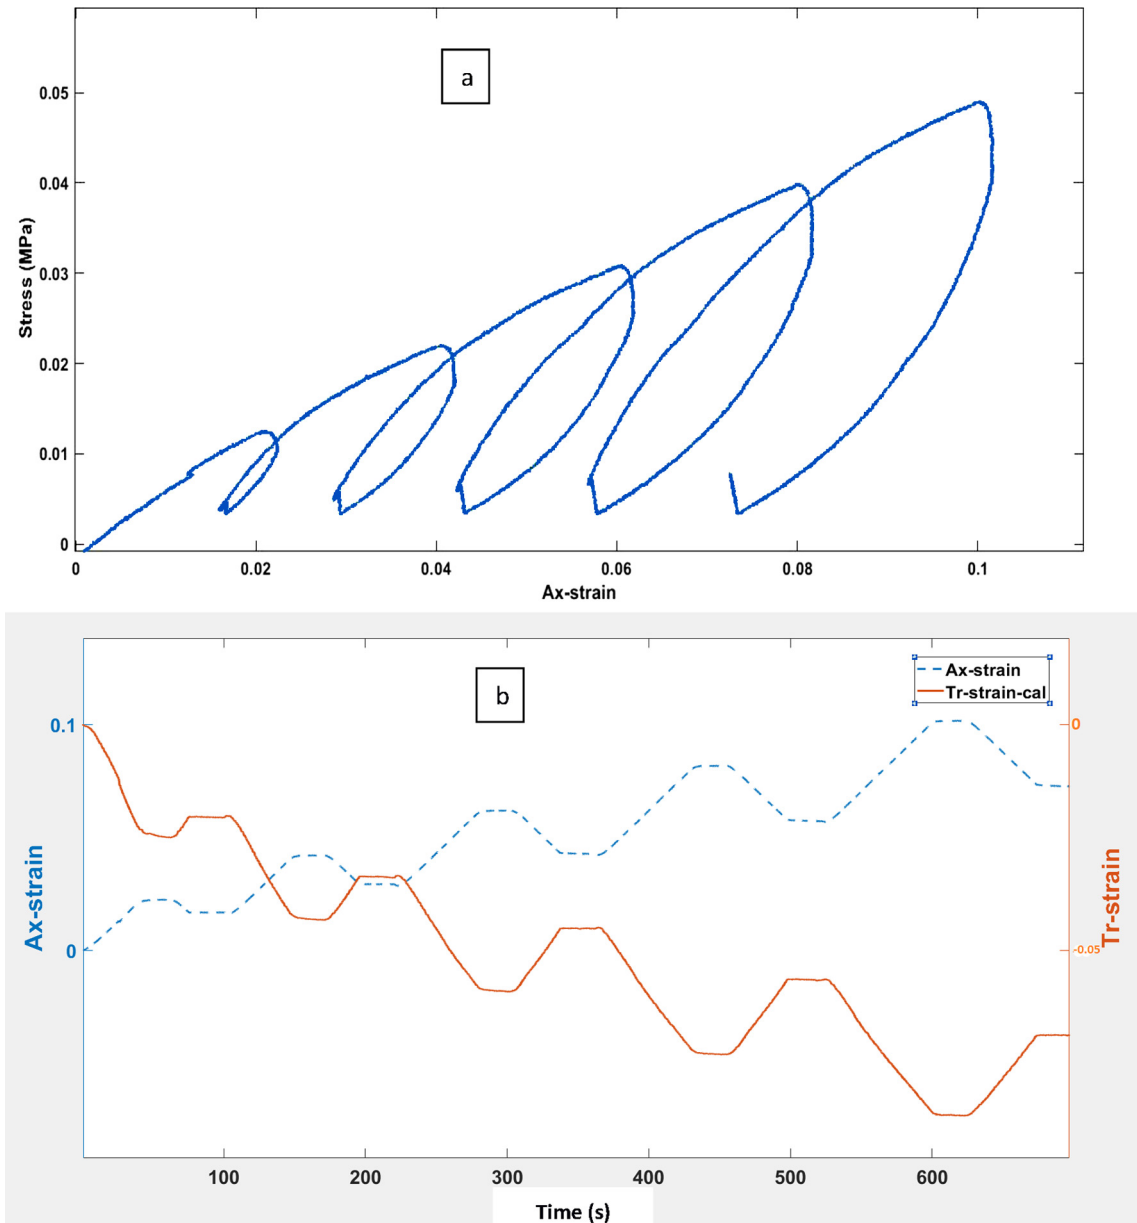 a
0.05
0.04
0.03
0.02
0.01
0
Stress (MPa)
0 0.02 0.04 0.06 0.08 0.1
Ax-strain
b
Ax-strain
Tr-strain-cal
0.1
0
Ax-strain
0
-0.05
Tr-strain
100 200 300 400 500 600
Time (s)